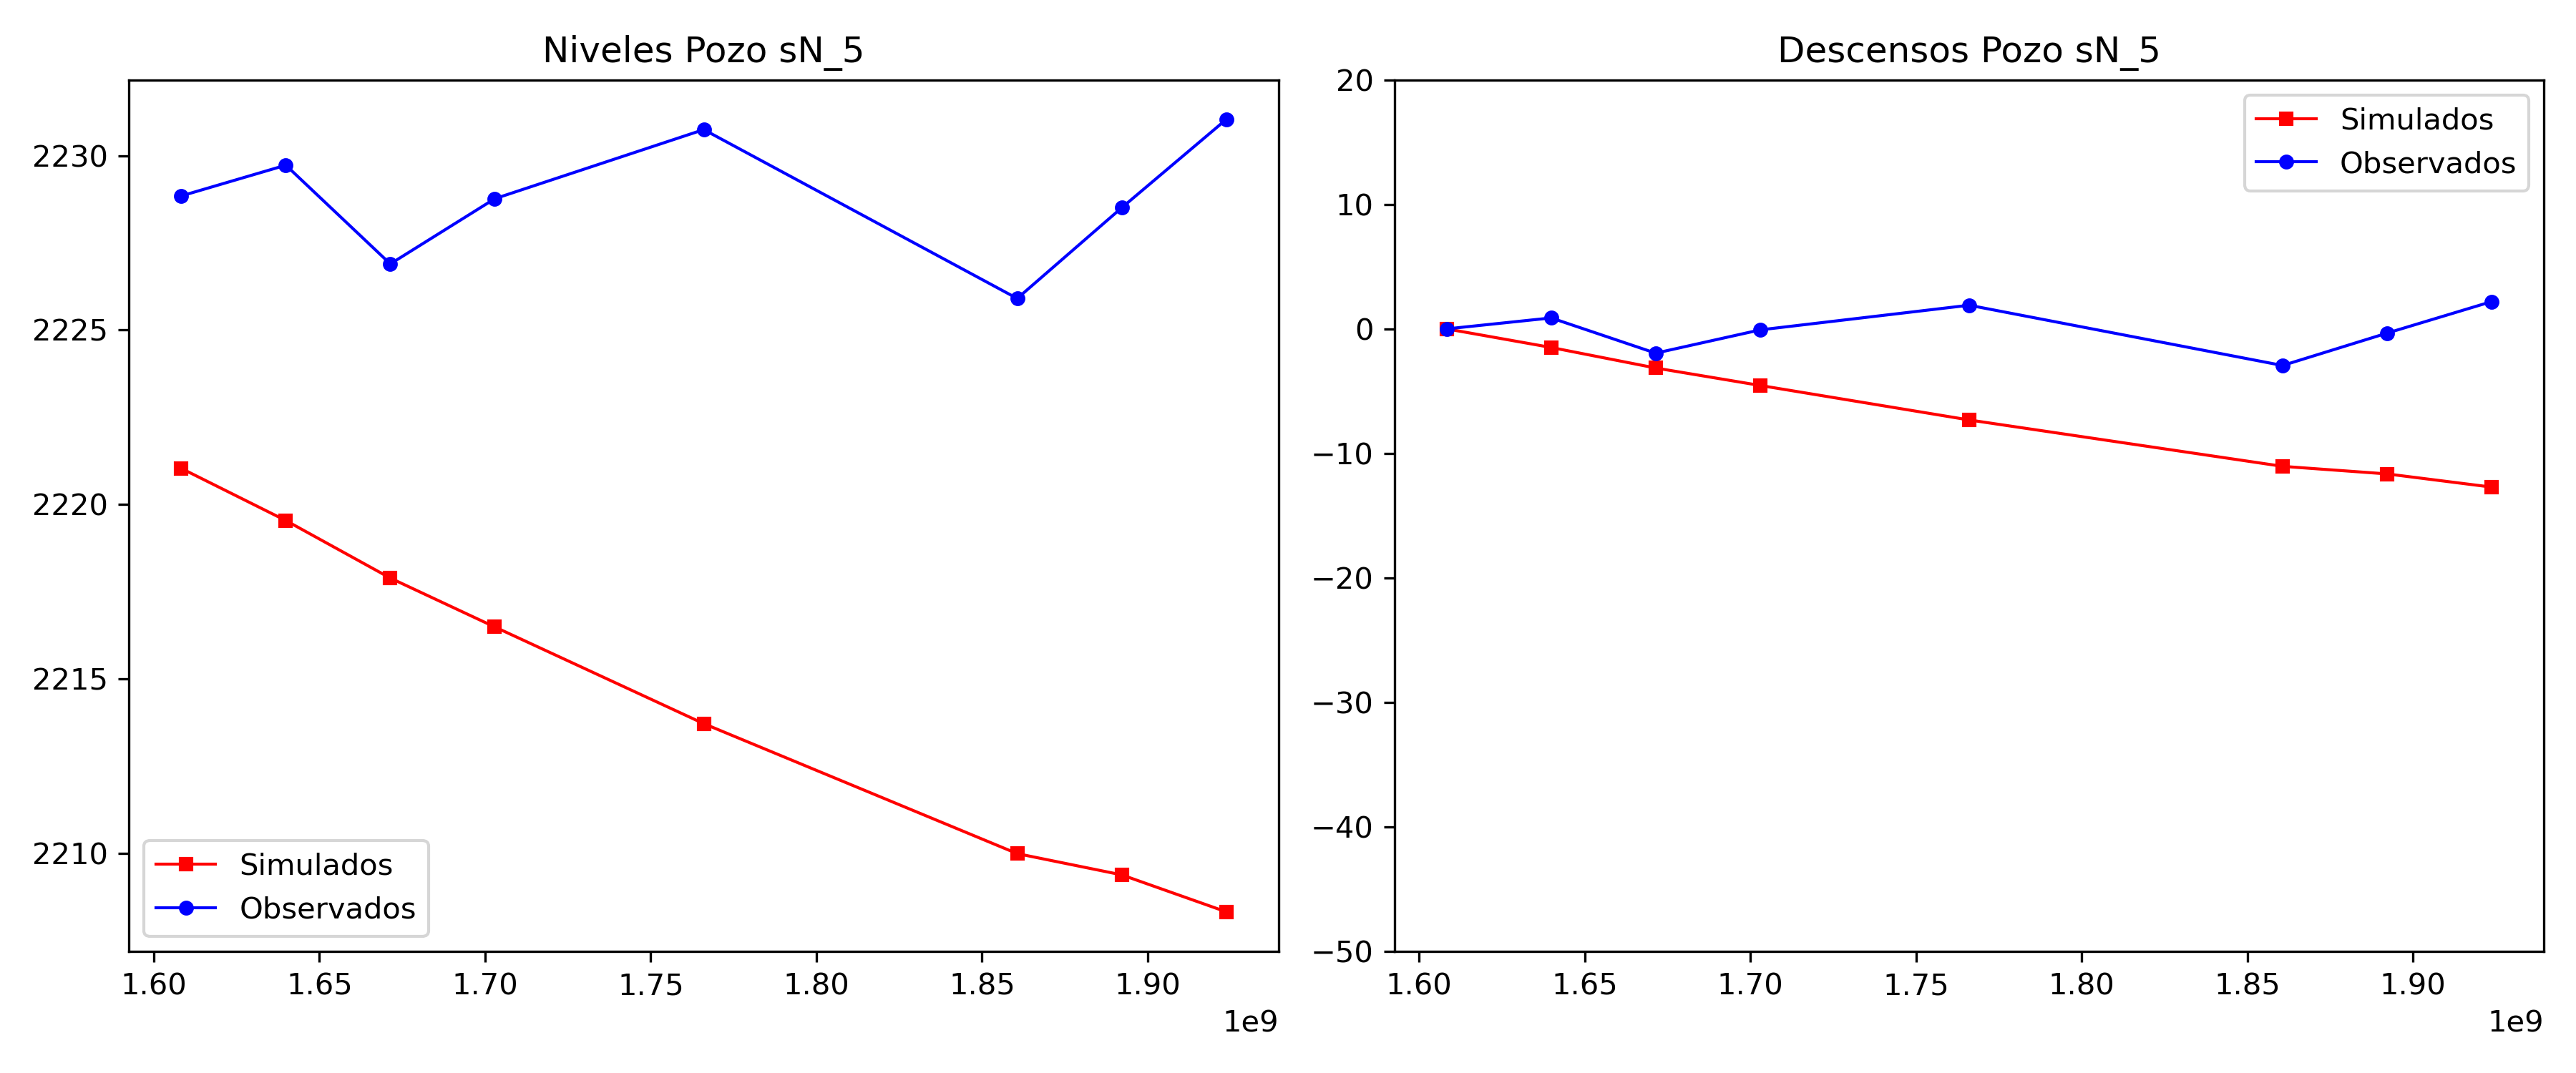 Niveles Pozo sN_5
2230
2225
2220
2215
2210
Simulados
Observados
1.60 1.65 1.70 1.75 1.80 1.85 1.90
1e9
Descensos Pozo sN_5
20
10
0
−10
−20
−30
−40
−50
Simulados
Observados
1.60 1.65 1.70 1.75 1.80 1.85 1.90
1e9